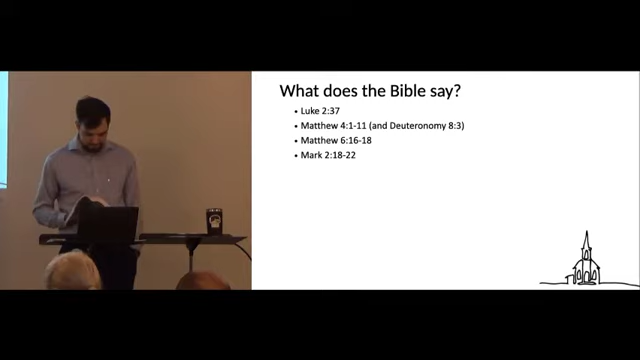 What does the Bible say?
• Luke 2:37
• Matthew 4:1-11 (and Deuteronomy 8:3)
• Matthew 6:16-18
• Mark 2:18-22